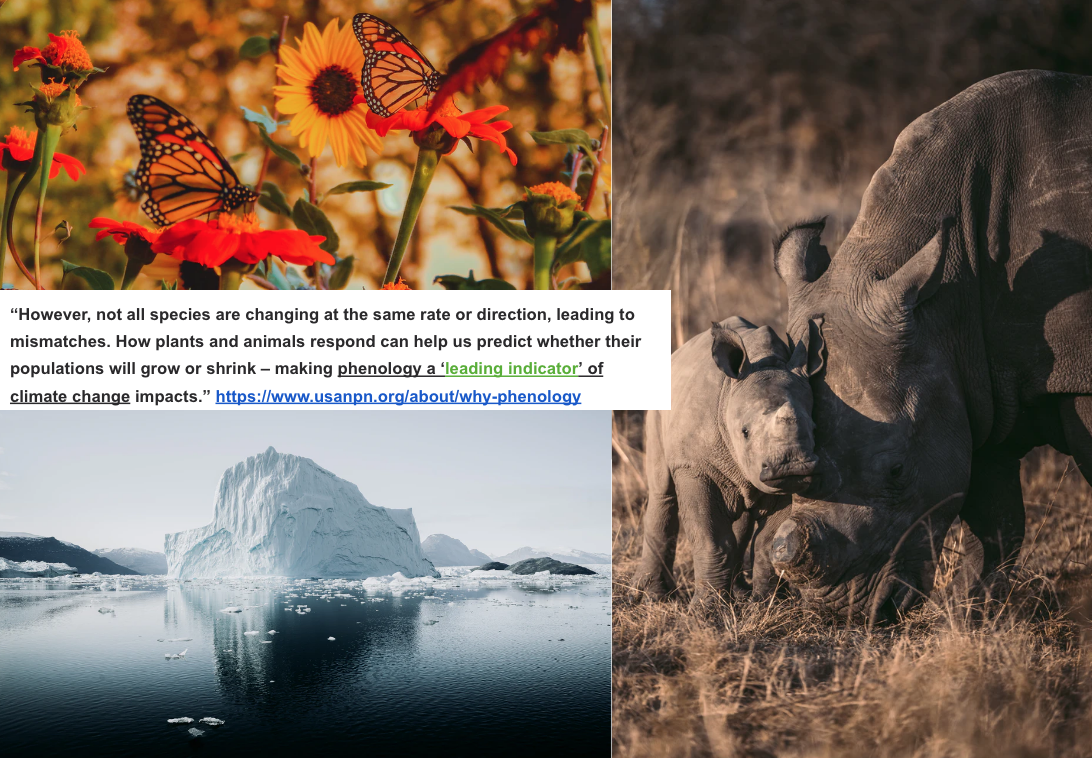 “However, not all species are changing at the same rate or direction, leading to
mismatches. How plants and animals respond can help us predict whether their
populations will grow or shrink – making phenology a ‘leading indicator’ of
climate change impacts.” https://www.usanpn.org/about/why-phenology